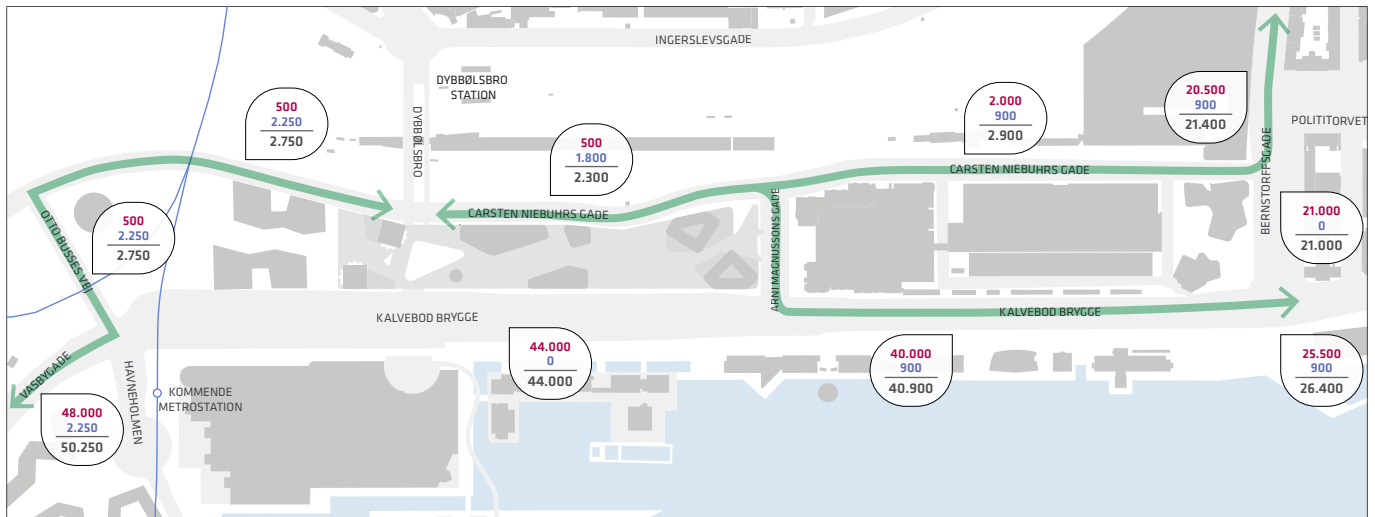 INGERSLEVSGADE
DYBBØLSBRO
STATION
DYBBØLSBRO
500
2.250
2.750
500
1.800
2.300
2.000
900
2.900
20.500
900
21.400
POLITITORVET
CARSTEN NIEBUHRS GADE
CARSTEN NIEBUHRS GADE
BERNSTORFFSGADE
ARNI MAGNUSSONS GADE
OTTO BUSSES VEJ
500
2.250
2.750
21.000
0
21.000
KALVEBOD BRYGGE
KALVEBOD BRYGGE
VASBYGADE
HAVNEHOLMEN
KOMMENDE
METROSTATION
48.000
2.250
50.250
44.000
0
44.000
40.000
900
40.900
25.500
900
26.400